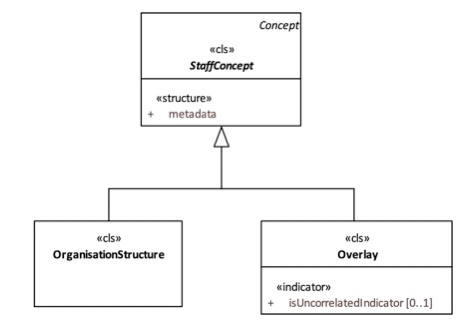 Concept
«cls»
StaffConcept
«structure»
+ metadata
«cls»
OrganisationStructure
«cls»
Overlay
«indicator»
+ isUncorrelatedIndicator [0..1]